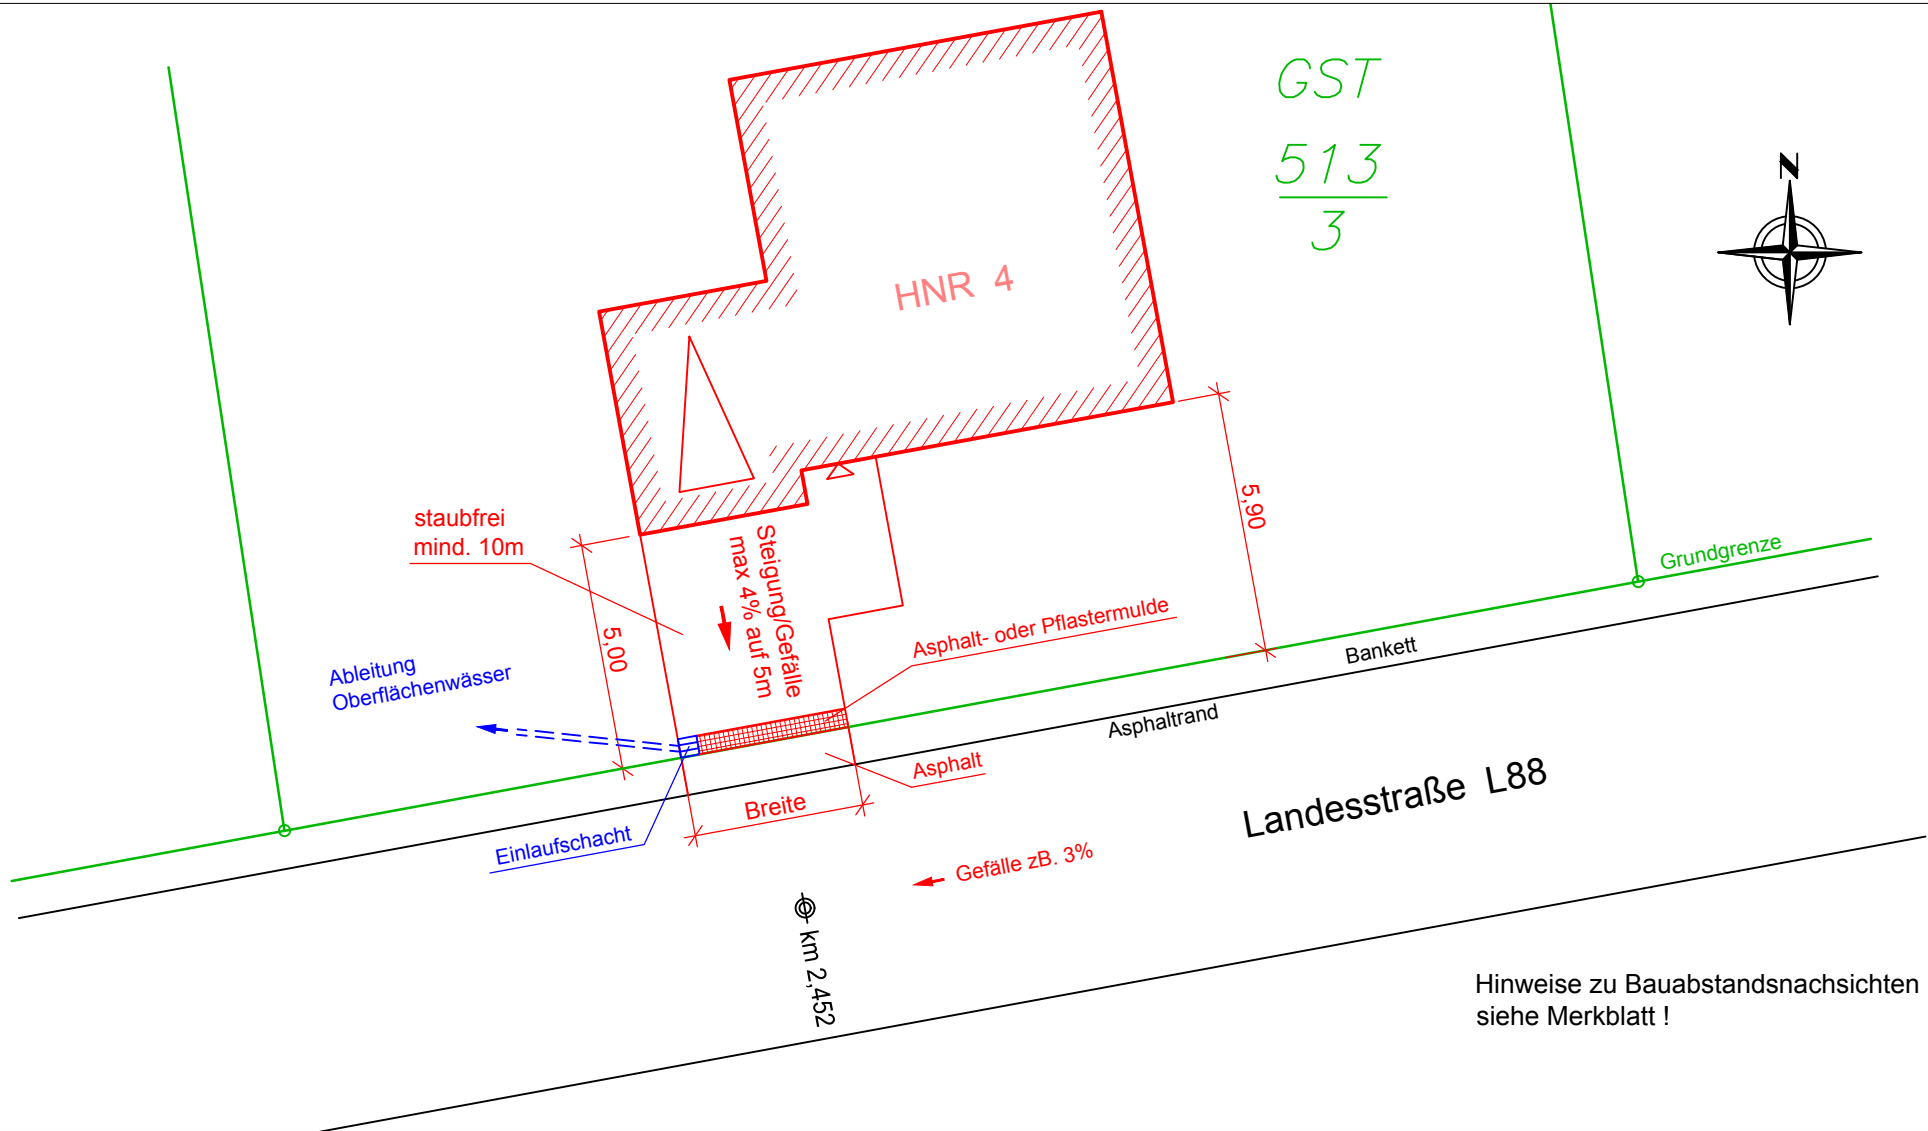 GST
513
3
N
HNR 4
staubfrei
mind. 10m
5,90
Steigung/Gefälle
max 4% auf 5m
Grundgrenze
5,00
Asphalt- oder Pflastermulde
Bankett
Ableitung
Oberflächenwässer
Asphaltrand
Asphalt
Landesstraße L88
Breite
Einlaufschacht
Gefälle zB. 3%
km 2,452
Hinweise zu Bauabstandsnachsichten
siehe Merkblatt !